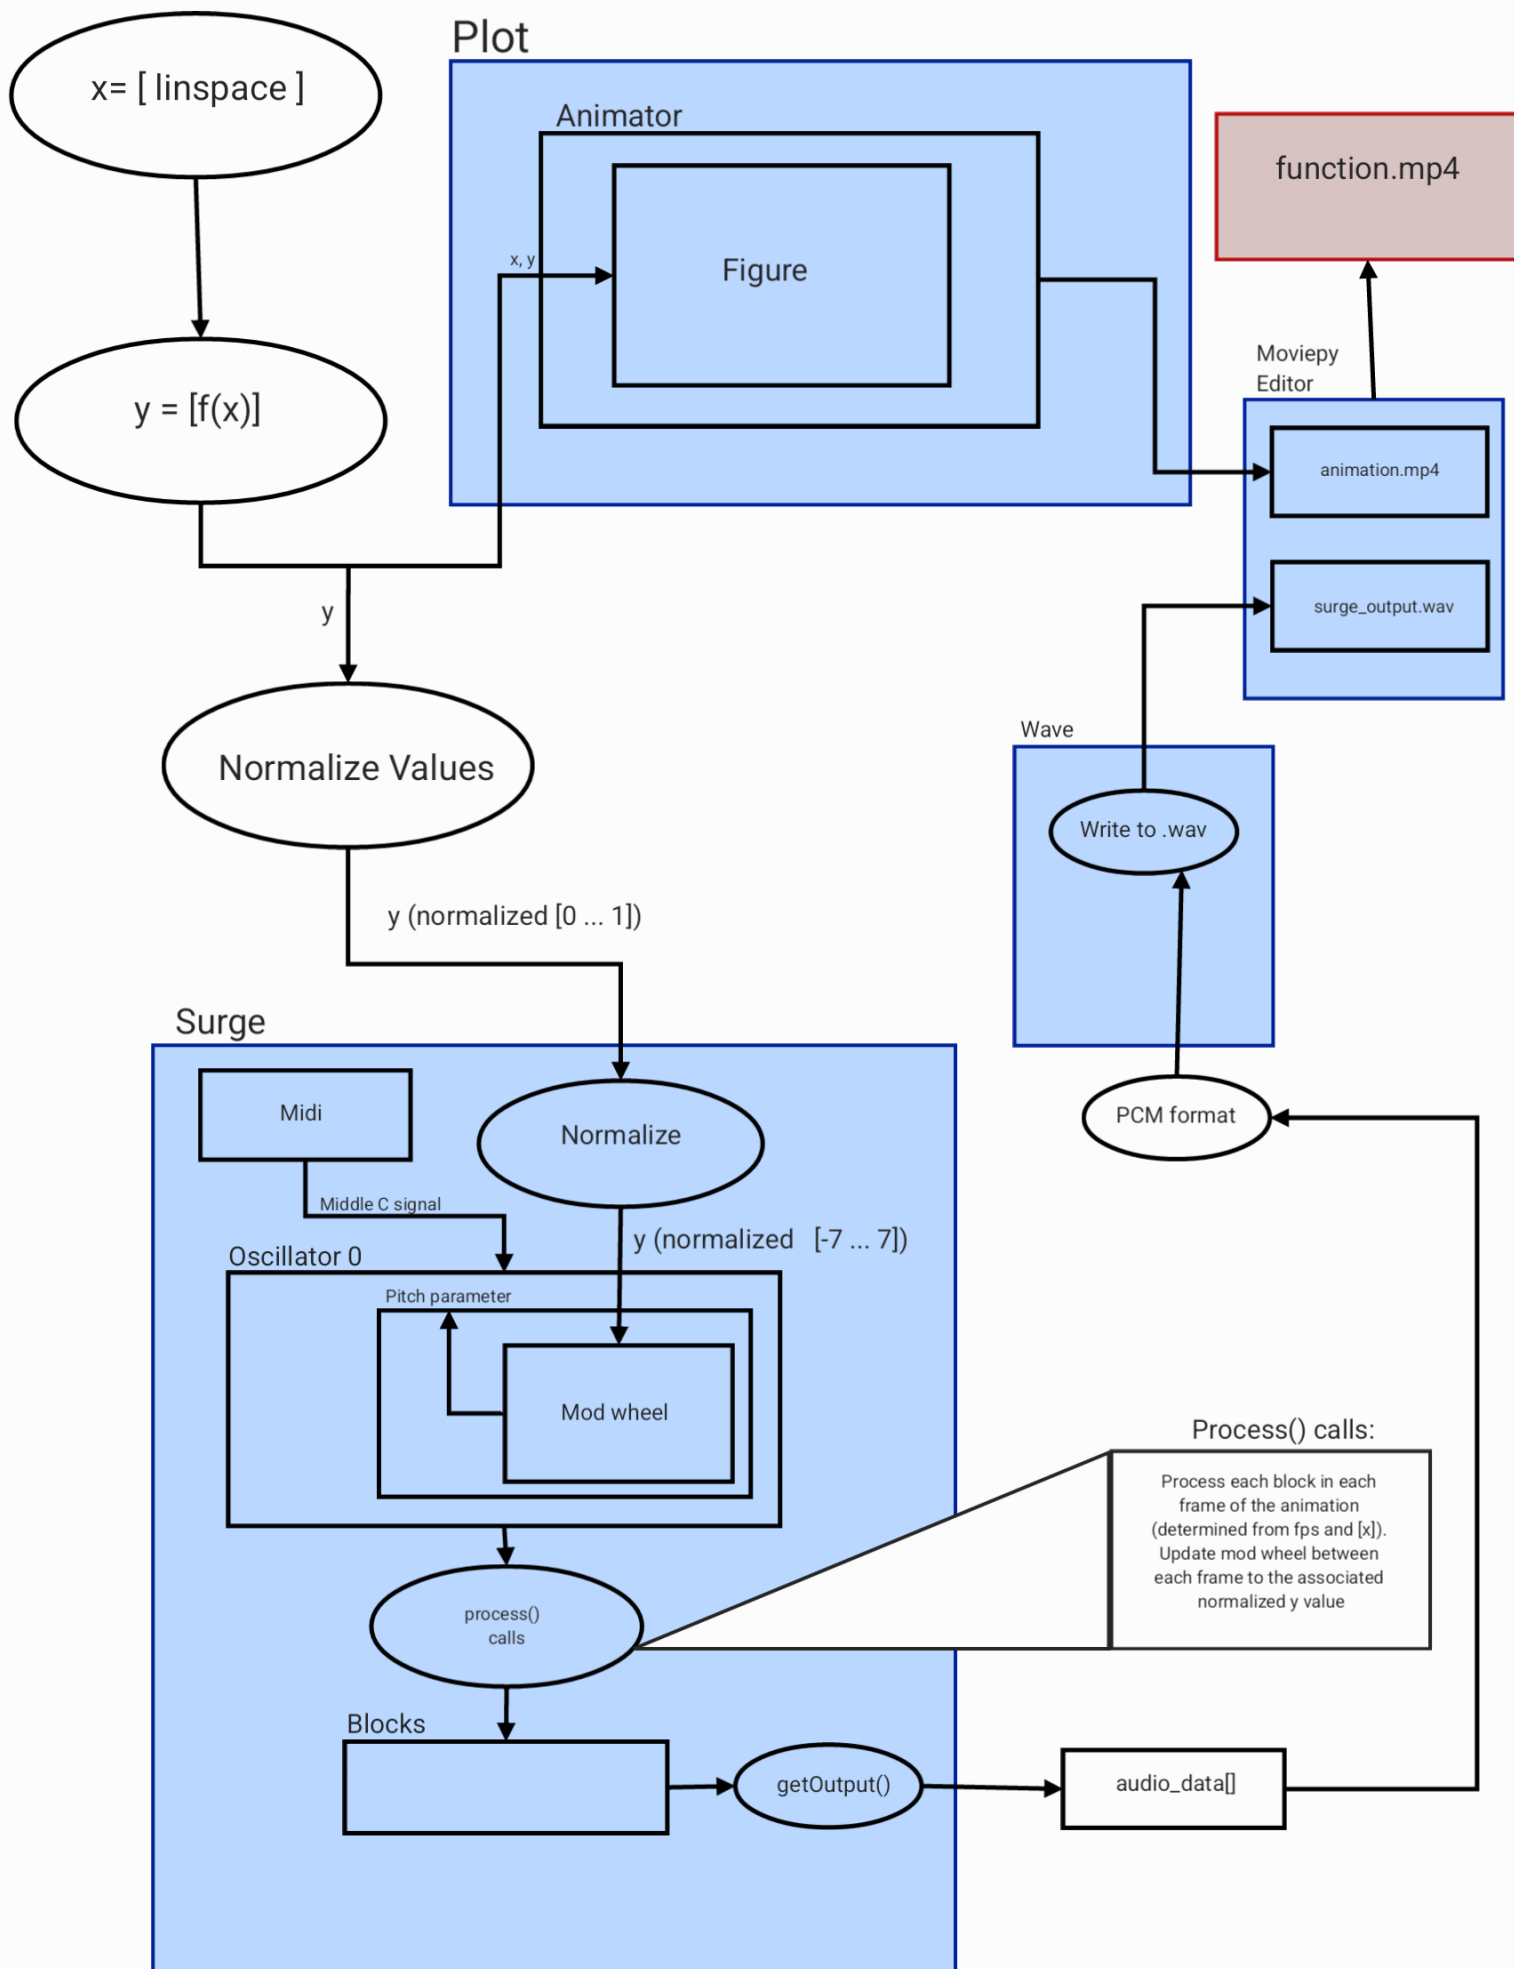 Plot
x= [ linspace ]
Animator
function.mp4
x, y
Figure
Moviepy
Editor
y = [f(x)]
animation.mp4
surge_output.wav
y
Wave
Normalize Values
Write to .wav
y (normalized [0 ... 1])
Surge
Midi
Normalize
PCM format
Middle C signal
y (normalized   [-7 ... 7])
Oscillator 0
Pitch parameter
Mod wheel
Process() calls:
Process each block in each
frame of the animation
(determined from fps and [x]).
Update mod wheel between
each frame to the associated
normalized y value
process()
calls
Blocks
getOutput()
audio_data[]